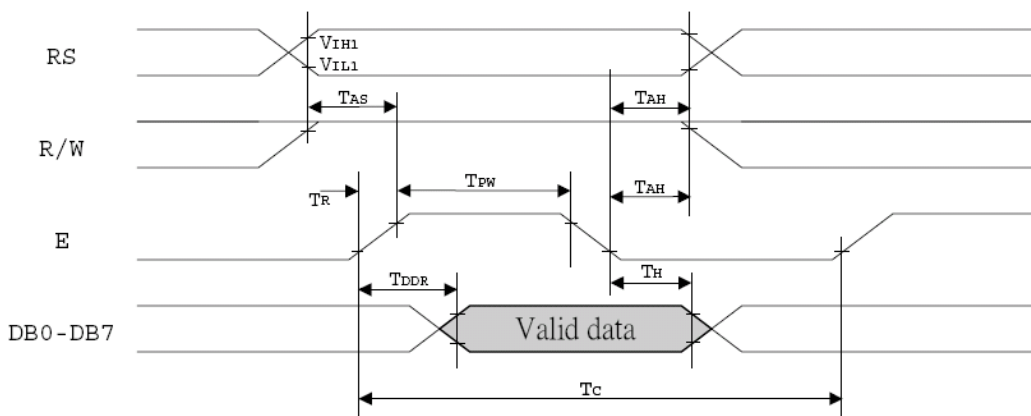 RS
VIH1
VIL1
TAS
TAH
R/W
TPW
TAH
TR
E
TDDR
TH
DB0-DB7
Valid data
TC